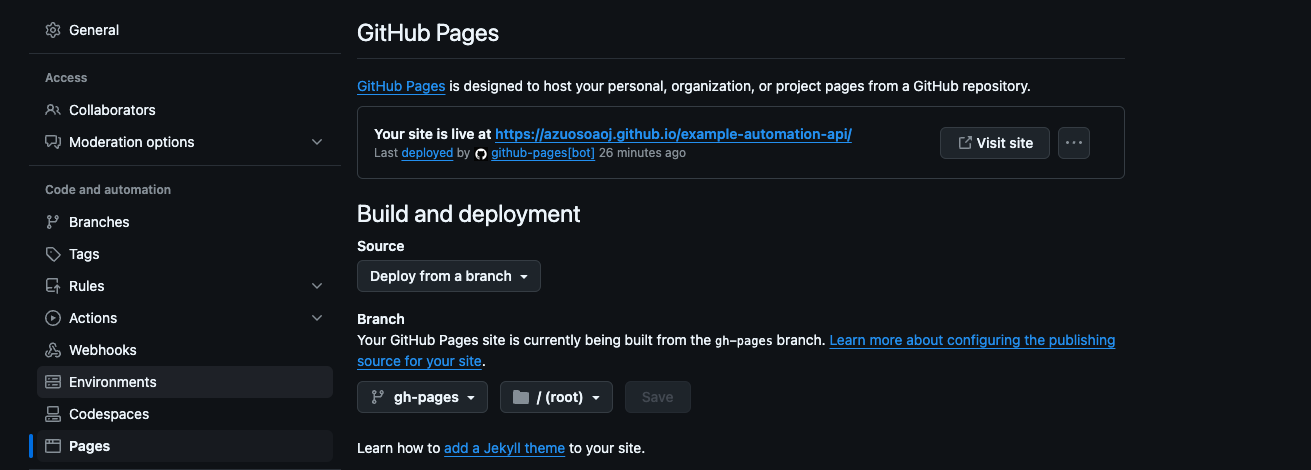 General
Access
Collaborators
Moderation options
Code and automation
Branches
Tags
Rules
Actions
Webhooks
Environments
Codespaces
Pages
GitHub Pages
GitHub Pages is designed to host your personal, organization, or project pages from a GitHub repository.
Your site is live at https://azuosoaoj.github.io/example-automation-api/
Last deployed by github-pages[bot] 26 minutes ago
Visit site
Build and deployment
Source
Deploy from a branch
Branch
Your GitHub Pages site is currently being built from the gh-pages branch. Learn more about configuring the publishing
source for your site.
gh-pages
/ (root)
Save
Learn how to add a Jekyll theme to your site.